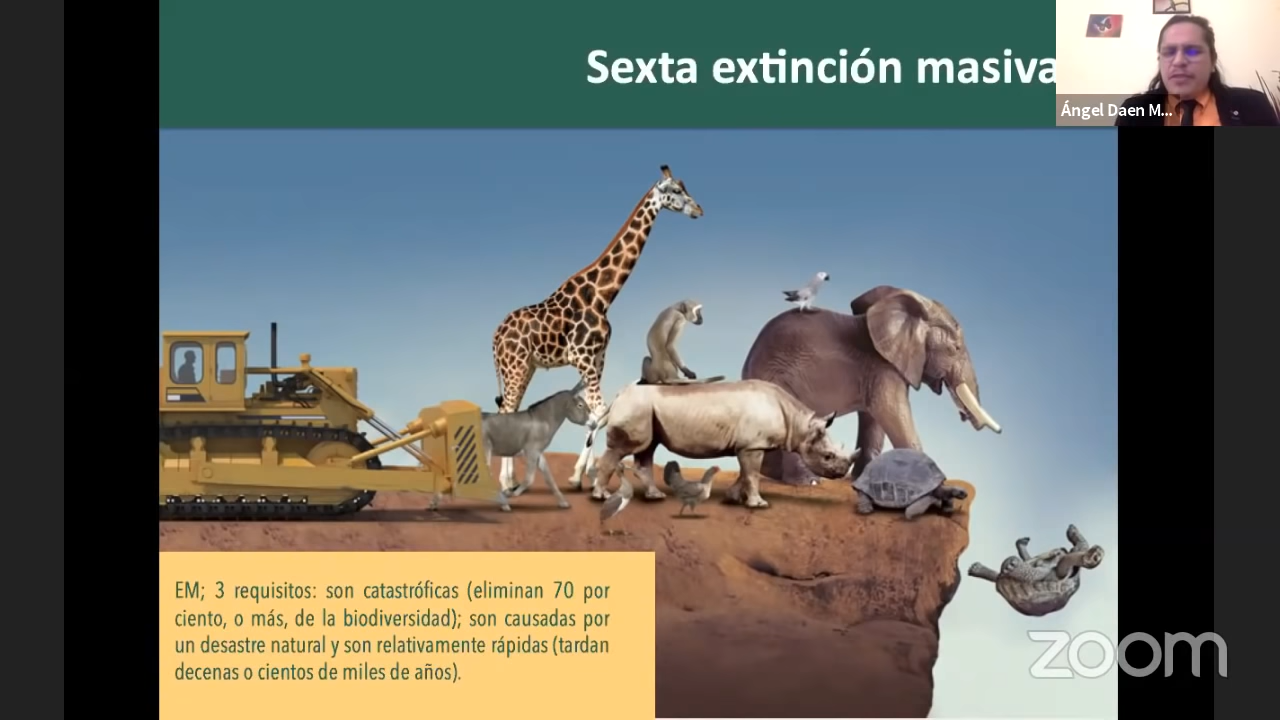 Sexta extinción masiva
Ángel Daen M...
EM; 3 requisitos: son catastróficas (eliminan 70 por
ciento, o más, de la biodiversidad); son causadas por
un desastre natural y son relativamente rápidas (tardan
decenas o cientos de miles de años).
zoom